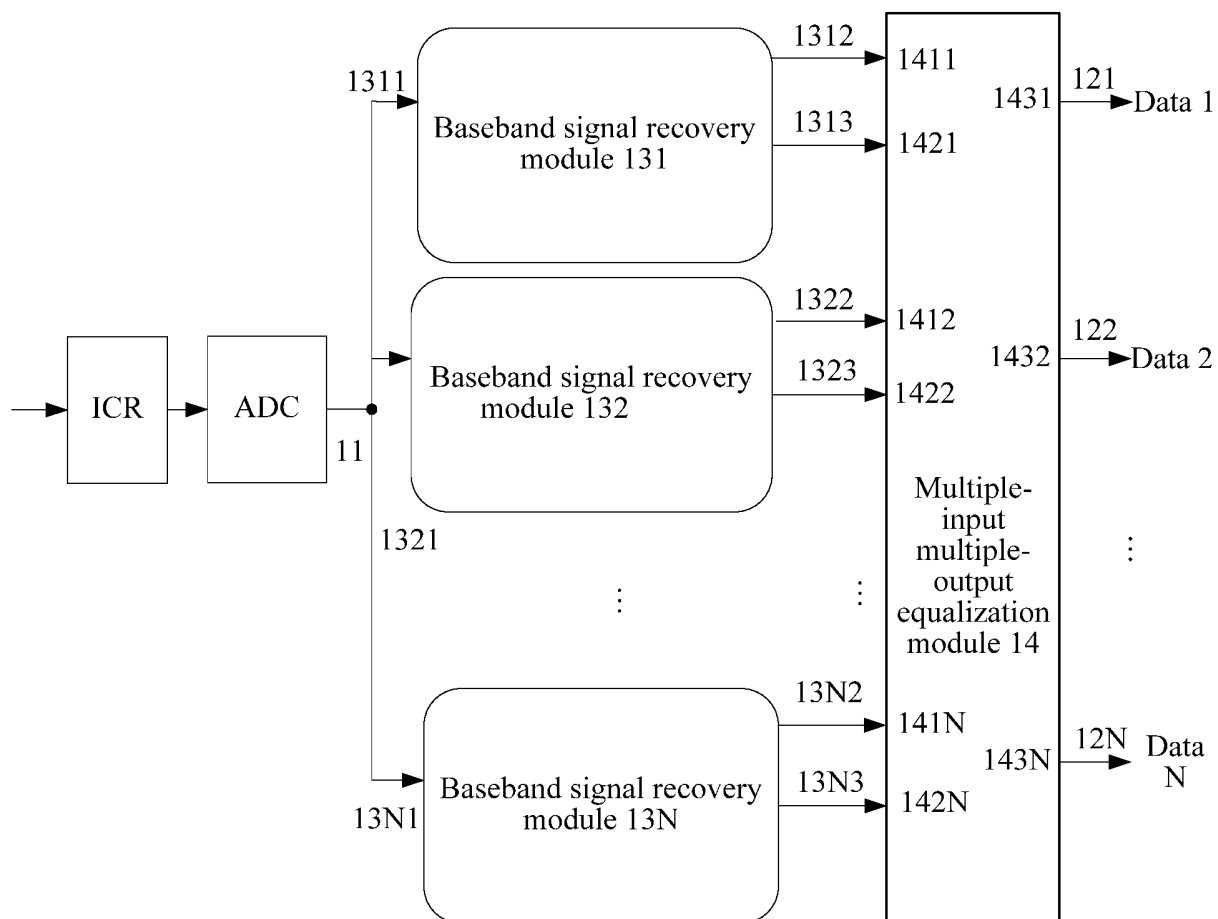 1311
Baseband signal recovery
module 131
1312
1313
1411
1421
1431
121
Data 1
Baseband signal recovery
module 132
1322
1323
1412
1422
1432
122
Data 2
ICR
ADC
11
1321
⋮
⋮
Multiple-
input
multiple-
output
equalization
module 14
⋮
13N1
Baseband signal recovery
module 13N
13N2
13N3
141N
142N
143N
12N
Data
N